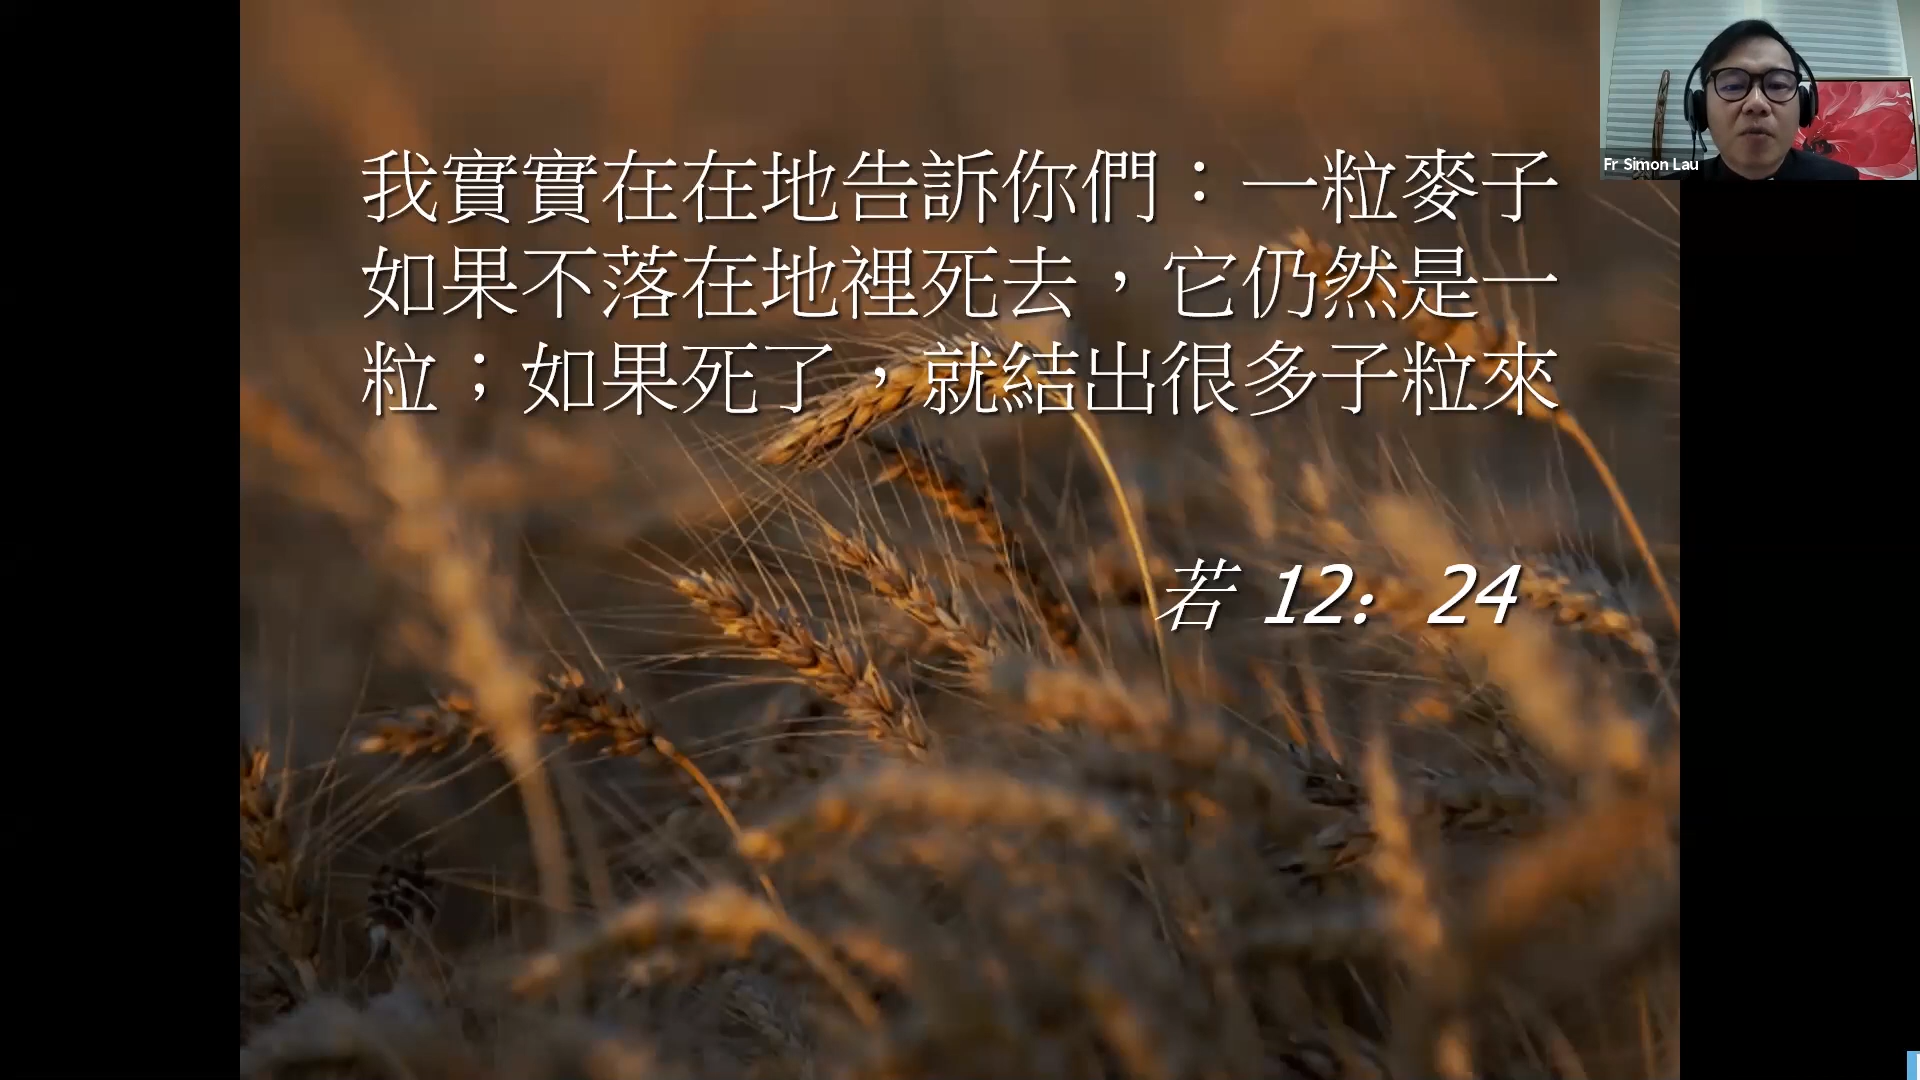 我實實在在地告訴你們：一粒麥子
如果不落在地裡死去，它仍然是一
粒；如果死了，就結出很多子粒來
若 12：24
Fr Simon Lau